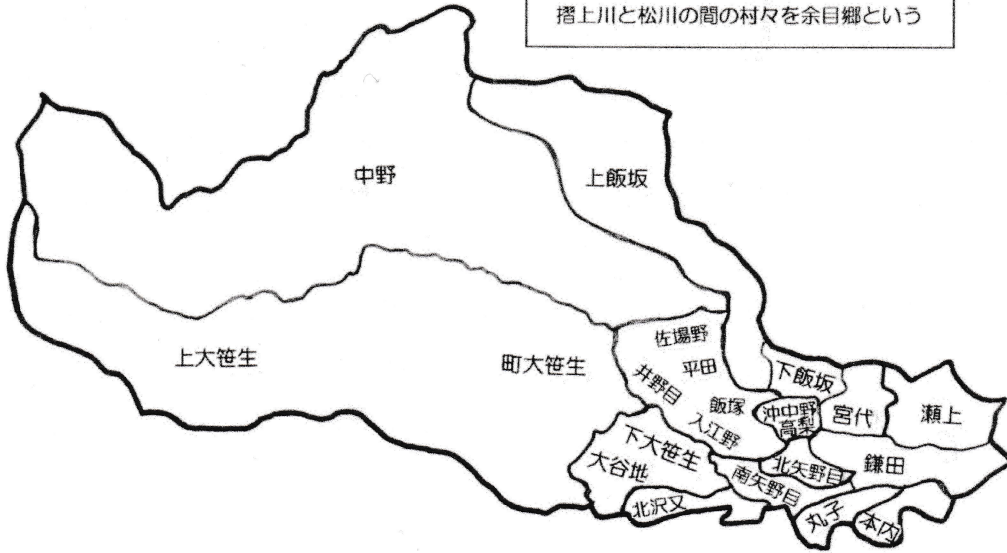 摺上川と松川の間の村々を余目郷という
中野
上飯坂
上大笹生
町大笹生
佐場野
平田
井野目
飯塚
入江野
下飯坂
沖中野
高梨
宮代
瀬上
下大笹生
大谷地
北沢又
南矢野目
北矢野目
鎌田
丸子
本内